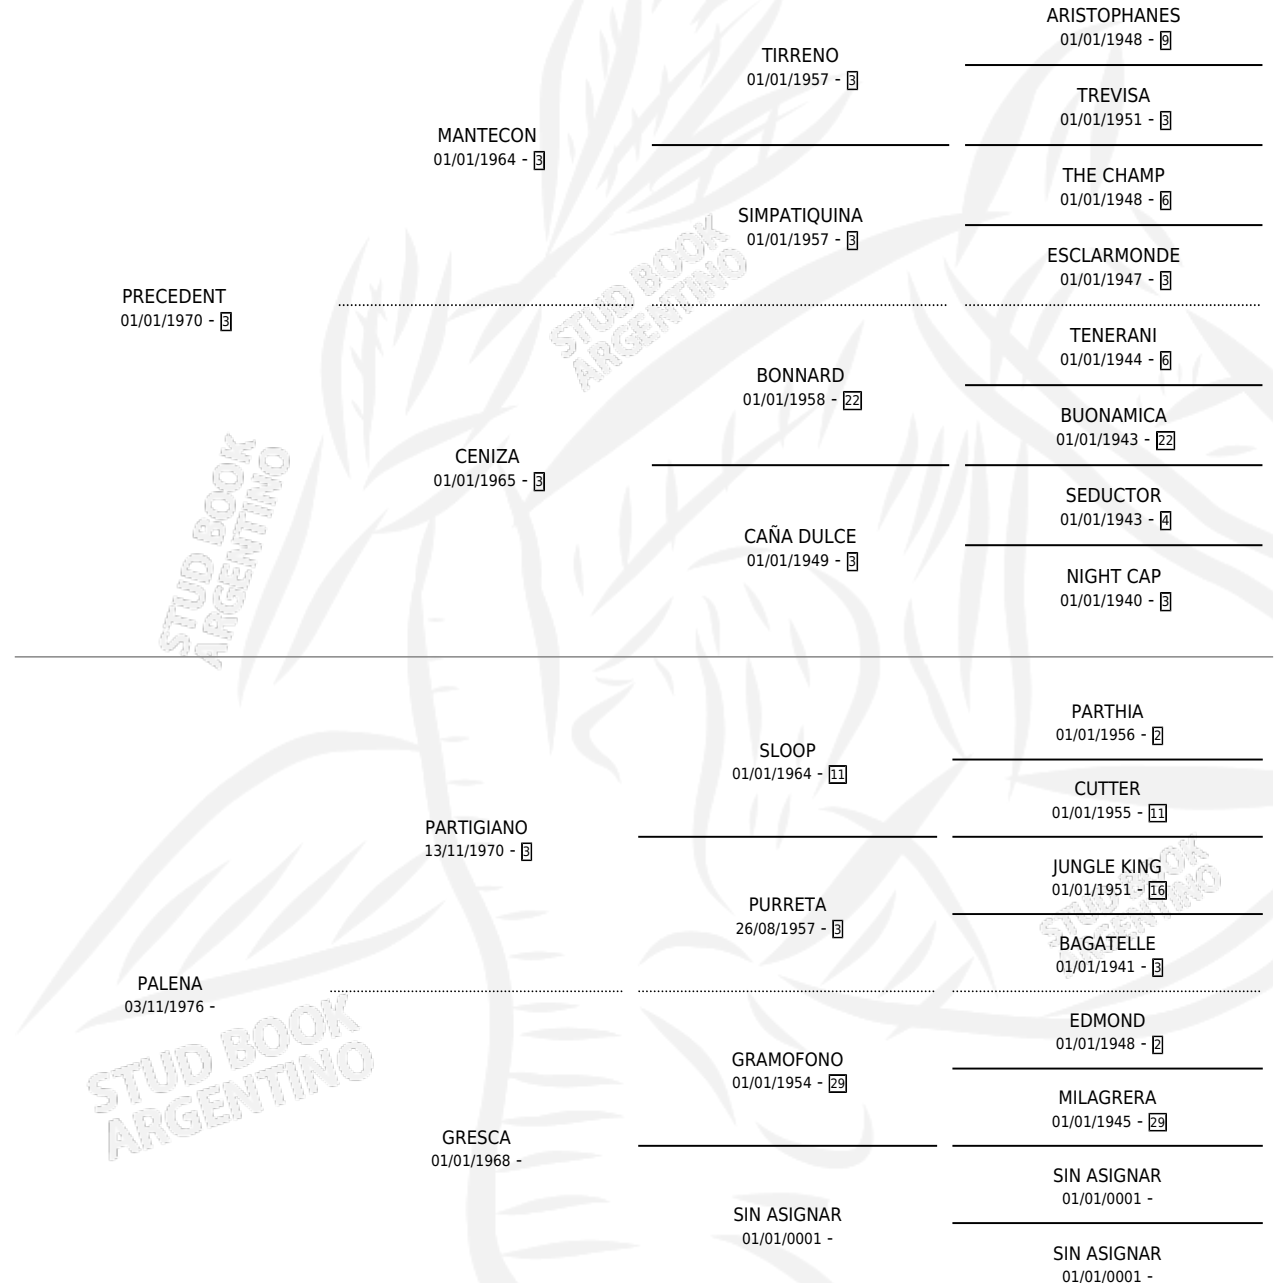 PRECEDENT
01/01/1970 - 3
MANTECON
01/01/1964 - 3
TIRRENO
01/01/1957 - 3
ARISTOPHANES
01/01/1948 - 9
TREVISA
01/01/1951 - 3
SIMPATIQUINA
01/01/1957 - 3
THE CHAMP
01/01/1948 - 6
ESCLARMONDE
01/01/1947 - 3
CENIZA
01/01/1965 - 3
BONNARD
01/01/1958 - 22
TENERANI
01/01/1944 - 6
BUONAMICA
01/01/1943 - 22
CAÑA DULCE
01/01/1949 - 3
SEDUCTOR
01/01/1943 - 4
NIGHT CAP
01/01/1940 - 3
PALENA
03/11/1976 -
PARTIGIANO
13/11/1970 - 3
SLOOP
01/01/1964 - 11
PARTHIA
01/01/1956 - 2
CUTTER
01/01/1955 - 11
PURRETA
26/08/1957 - 3
JUNGLE KING
01/01/1951 - 16
BAGATELLE
01/01/1941 - 3
GRESCA
01/01/1968 -
GRAMOFONO
01/01/1954 - 29
EDMOND
01/01/1948 - 2
MILAGRERA
01/01/1945 - 29
SIN ASIGNAR
01/01/0001 -
SIN ASIGNAR
01/01/0001 -
SIN ASIGNAR
01/01/0001 -
STUD BOOK
ARGENTINO
STUD BOOK
ARGENTINO
STUD BOOK
ARGENTINO
STUD BOOK
ARGENTINO